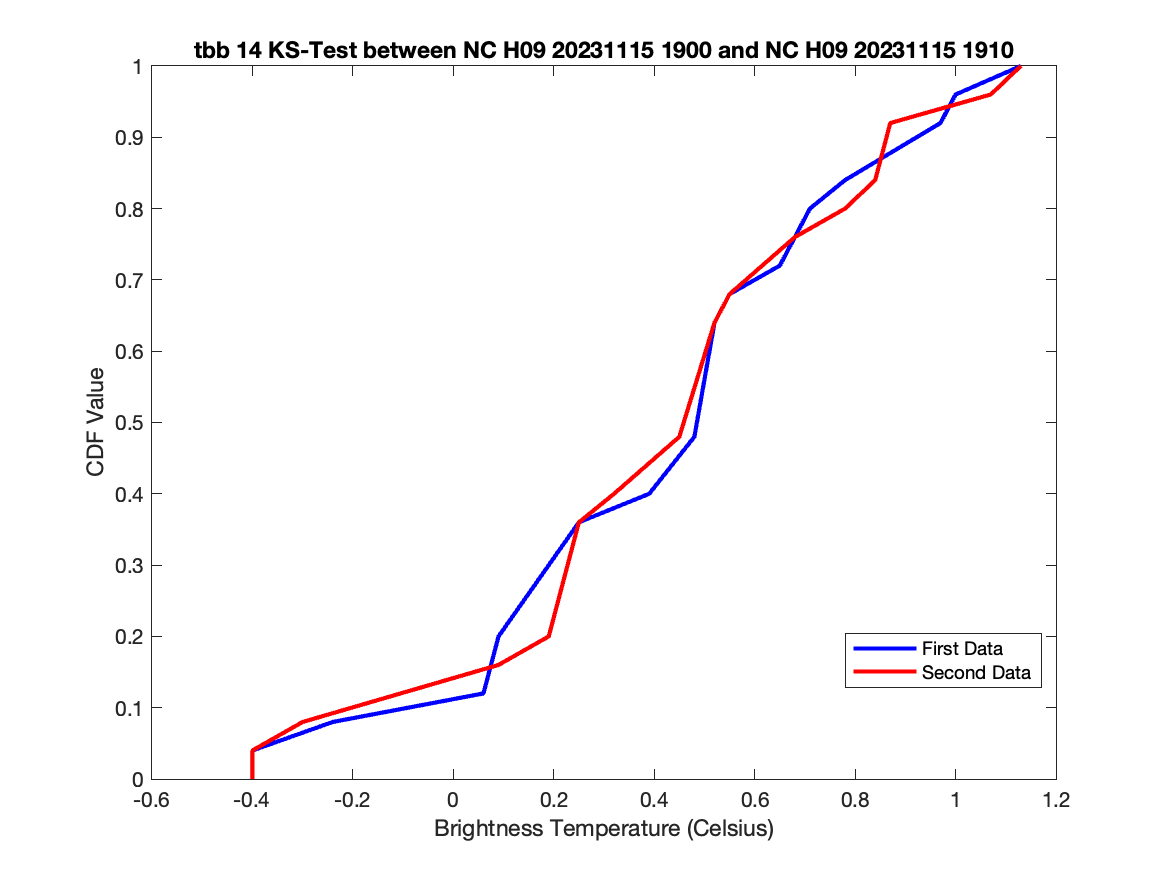 tbb 14 KS-Test between NC H09 20231115 1900 and NC H09 20231115 1910
1
0.9
0.8
0.7
0.6
0.5
0.4
0.3
0.2
0.1
0
CDF Value
First Data
Second Data
-0.6 -0.4 -0.2 0 0.2 0.4 0.6 0.8 1 1.2
Brightness Temperature (Celsius)